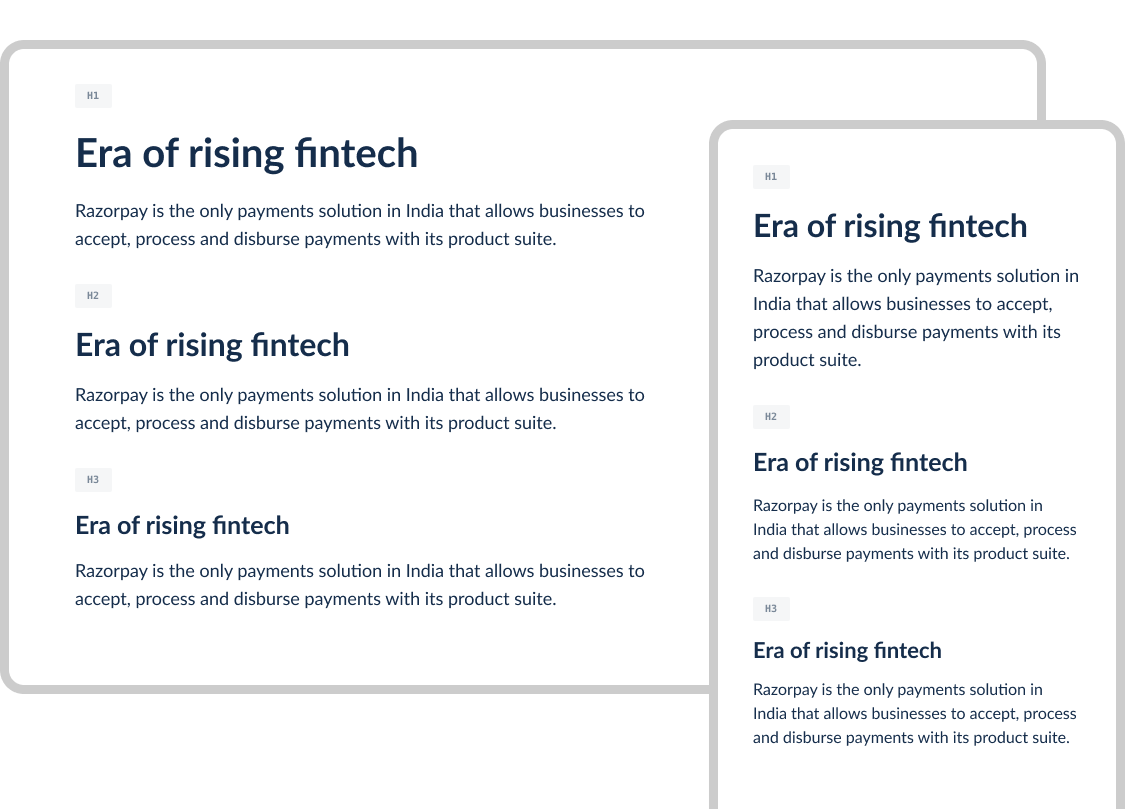 H1
Era of rising fintech
Razorpay is the only payments solution in India that allows businesses to
accept, process and disburse payments with its product suite.
H2
Era of rising fintech
Razorpay is the only payments solution in India that allows businesses to
accept, process and disburse payments with its product suite.
H3
Era of rising fintech
Razorpay is the only payments solution in India that allows businesses to
accept, process and disburse payments with its product suite.
H1
Era of rising fintech
Razorpay is the only payments solution in
India that allows businesses to accept,
process and disburse payments with its
product suite.
H2
Era of rising fintech
Razorpay is the only payments solution in
India that allows businesses to accept, process
and disburse payments with its product suite.
H3
Era of rising fintech
Razorpay is the only payments solution in
India that allows businesses to accept, process
and disburse payments with its product suite.